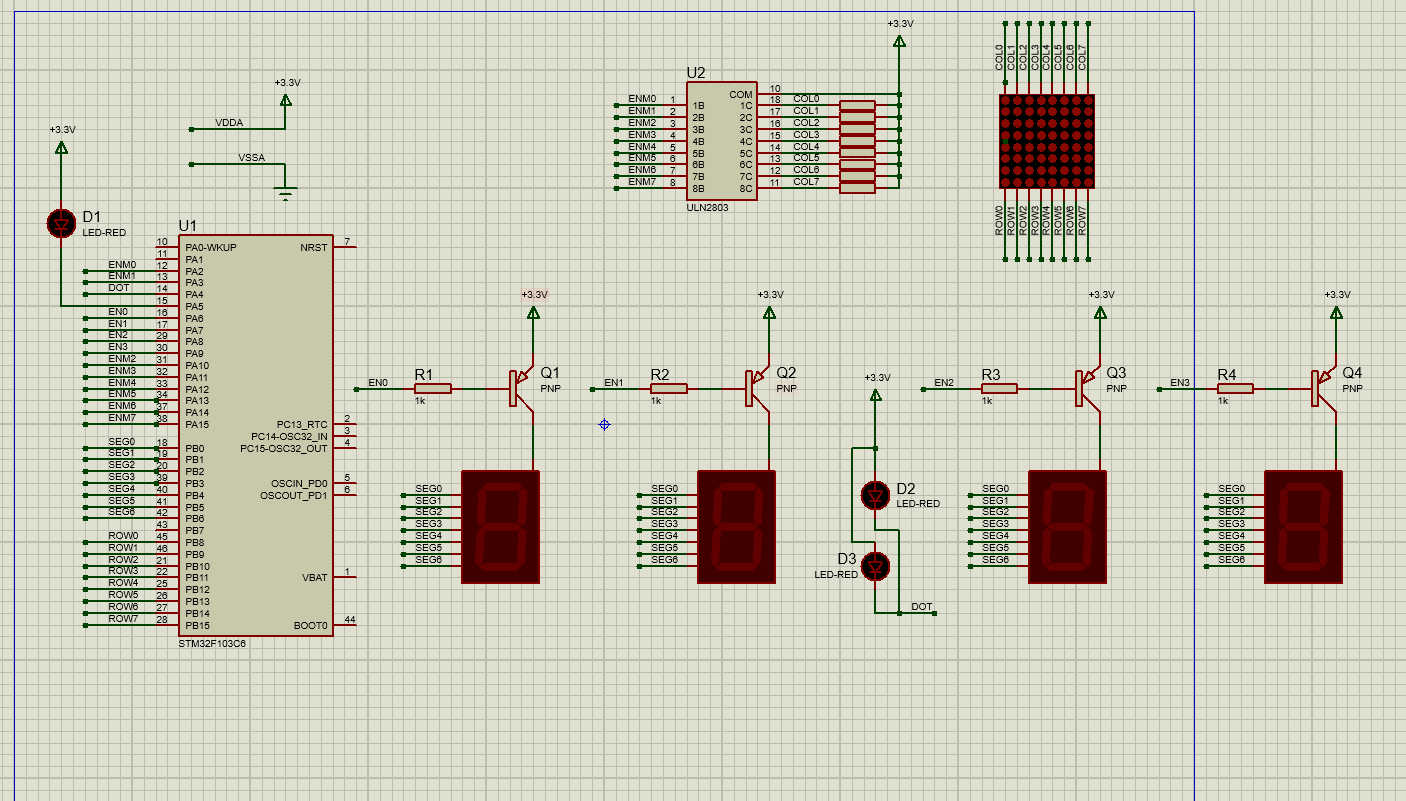 +3.3V
U2
COM 10
ENM0 1 1B 1C 18 COL0
ENM1 2 2B 2C 17 COL1
ENM2 3 3B 3C 16 COL2
ENM3 4 4B 4C 15 COL3
ENM4 5 5B 5C 14 COL4
ENM5 6 6B 6C 13 COL5
ENM6 7 7B 7C 12 COL6
ENM7 8 8B 8C 11 COL7
ULN2803
COL0
COL1
COL2
COL3
COL4
COL5
COL6
COL7
ROW0
ROW1
ROW2
ROW3
ROW4
ROW5
ROW6
ROW7
+3.3V
VDDA
VSSA
+3.3V
D1
LED-RED
U1
10 PA0-WKUP NRST 7
11 PA1
ENM0 12 PA2
ENM1 13 PA3
DOT 14 PA4
15 PA5
EN0 16 PA6
EN1 17 PA7
EN2 29 PA8
EN3 30 PA9
ENM2 31 PA10
ENM3 32 PA11
ENM4 33 PA12
ENM5 34 PA13
ENM6 37 PA14
ENM7 38 PA15 PC13_RTC 2
PC14-OSC32_IN 3
SEG0 18 PB0 PC15-OSC32_OUT 4
SEG1 19 PB1
SEG2 20 PB2
SEG3 39 PB3 OSCIN_PD0 5
SEG4 40 PB4 OSCOUT_PD1 6
SEG5 41 PB5
SEG6 42 PB6
43 PB7
ROW0 45 PB8
ROW1 46 PB9
ROW2 21 PB10
ROW3 22 PB11 VBAT 1
ROW4 25 PB12
ROW5 26 PB13
ROW6 27 PB14
ROW7 28 PB15 BOOT0 44
STM32F103C6
+3.3V
EN0 R1 Q1
1k PNP
SEG0
SEG1
SEG2
SEG3
SEG4
SEG5
SEG6
+3.3V
EN1 R2 Q2
1k PNP
SEG0
SEG1
SEG2
SEG3
SEG4
SEG5
SEG6
+3.3V
D2
LED-RED
D3
LED-RED
DOT
+3.3V
EN2 R3 Q3
1k PNP
SEG0
SEG1
SEG2
SEG3
SEG4
SEG5
SEG6
+3.3V
EN3 R4 Q4
1k PNP
SEG0
SEG1
SEG2
SEG3
SEG4
SEG5
SEG6